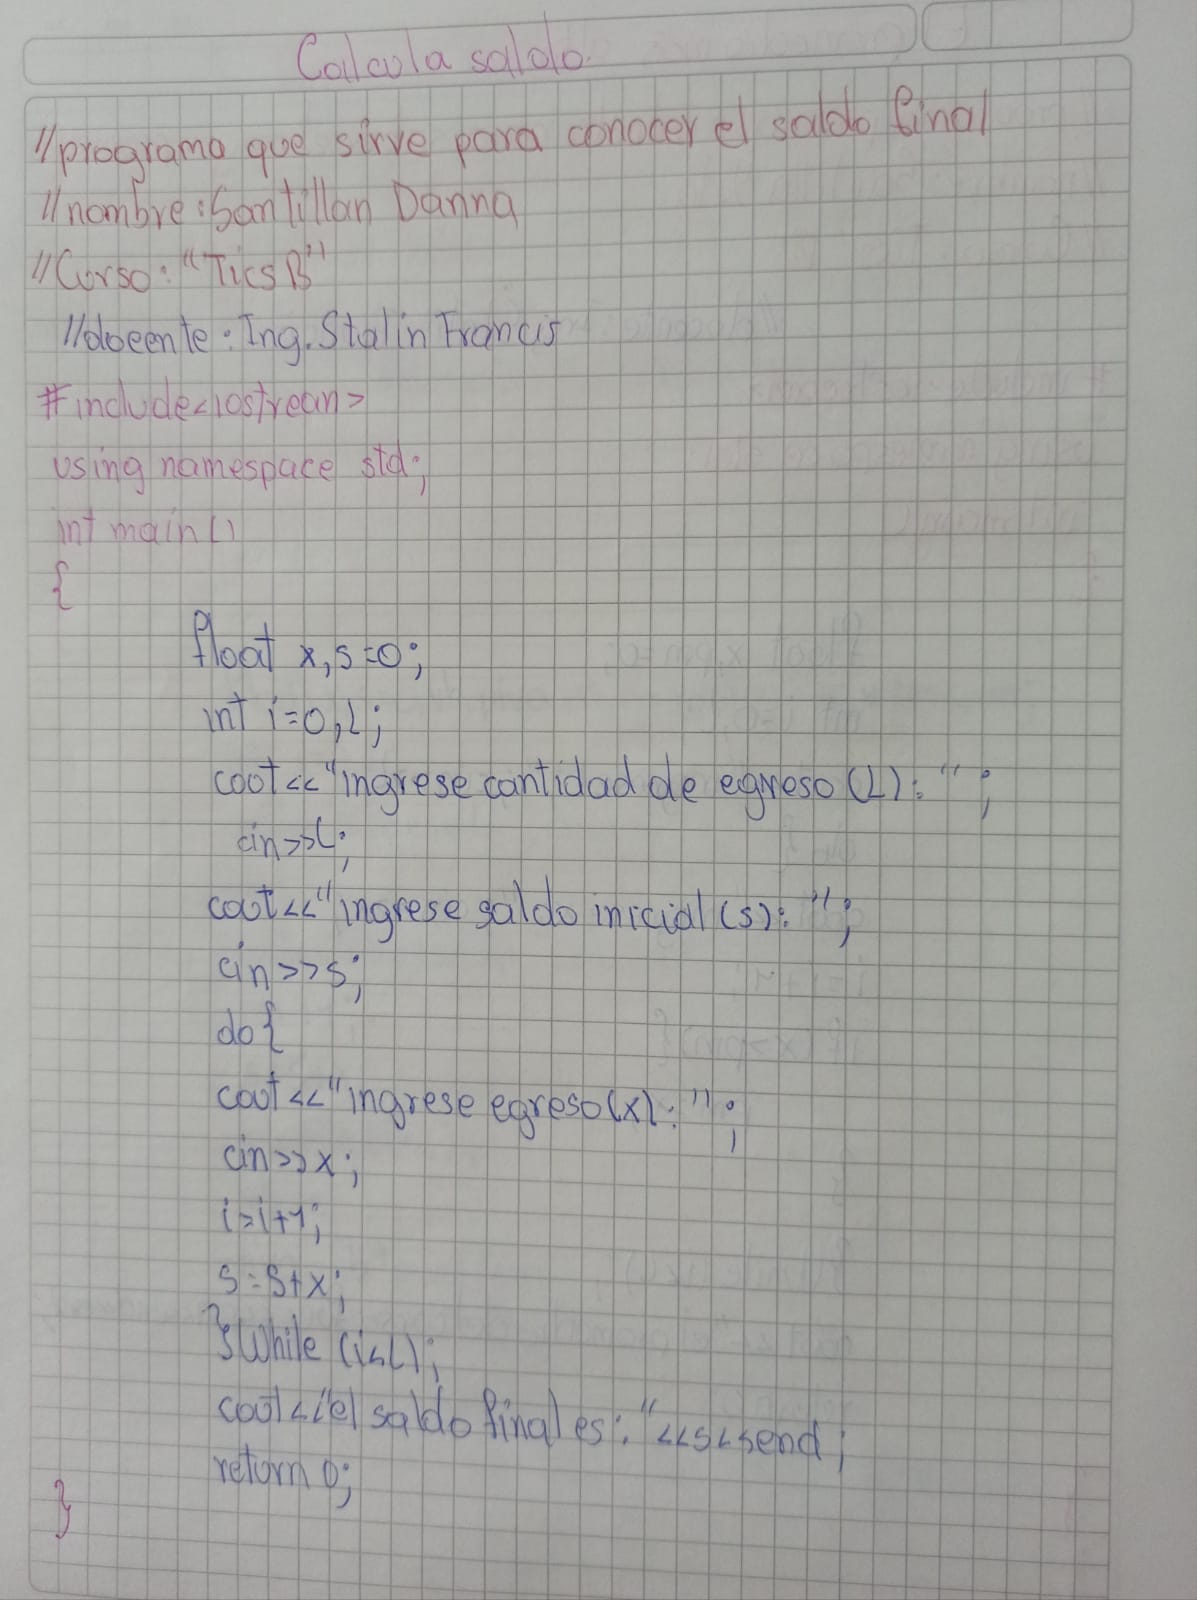 Calcula saldo.
//programa que sirve para conocer el saldo final
//nombre: Santillan Danna
//Curso: "Tics B"
//docente: Ing. Stalin Francis
#include<iostrean>
using namespace std;
int main()
{
float x,s=0;
int i=0,L;
cout<<"ingrese cantidad de egreso (L): ";
cin>>L;
cout<<"ingrese saldo inicial (s): ";
cin>>s;
do{
cout<<"ingrese egreso(x): ";
cin>>x;
i=i+1;
s=s+x;
}while (i<L);
cout<<"el saldo final es: "<<s<<end;
return 0;
}